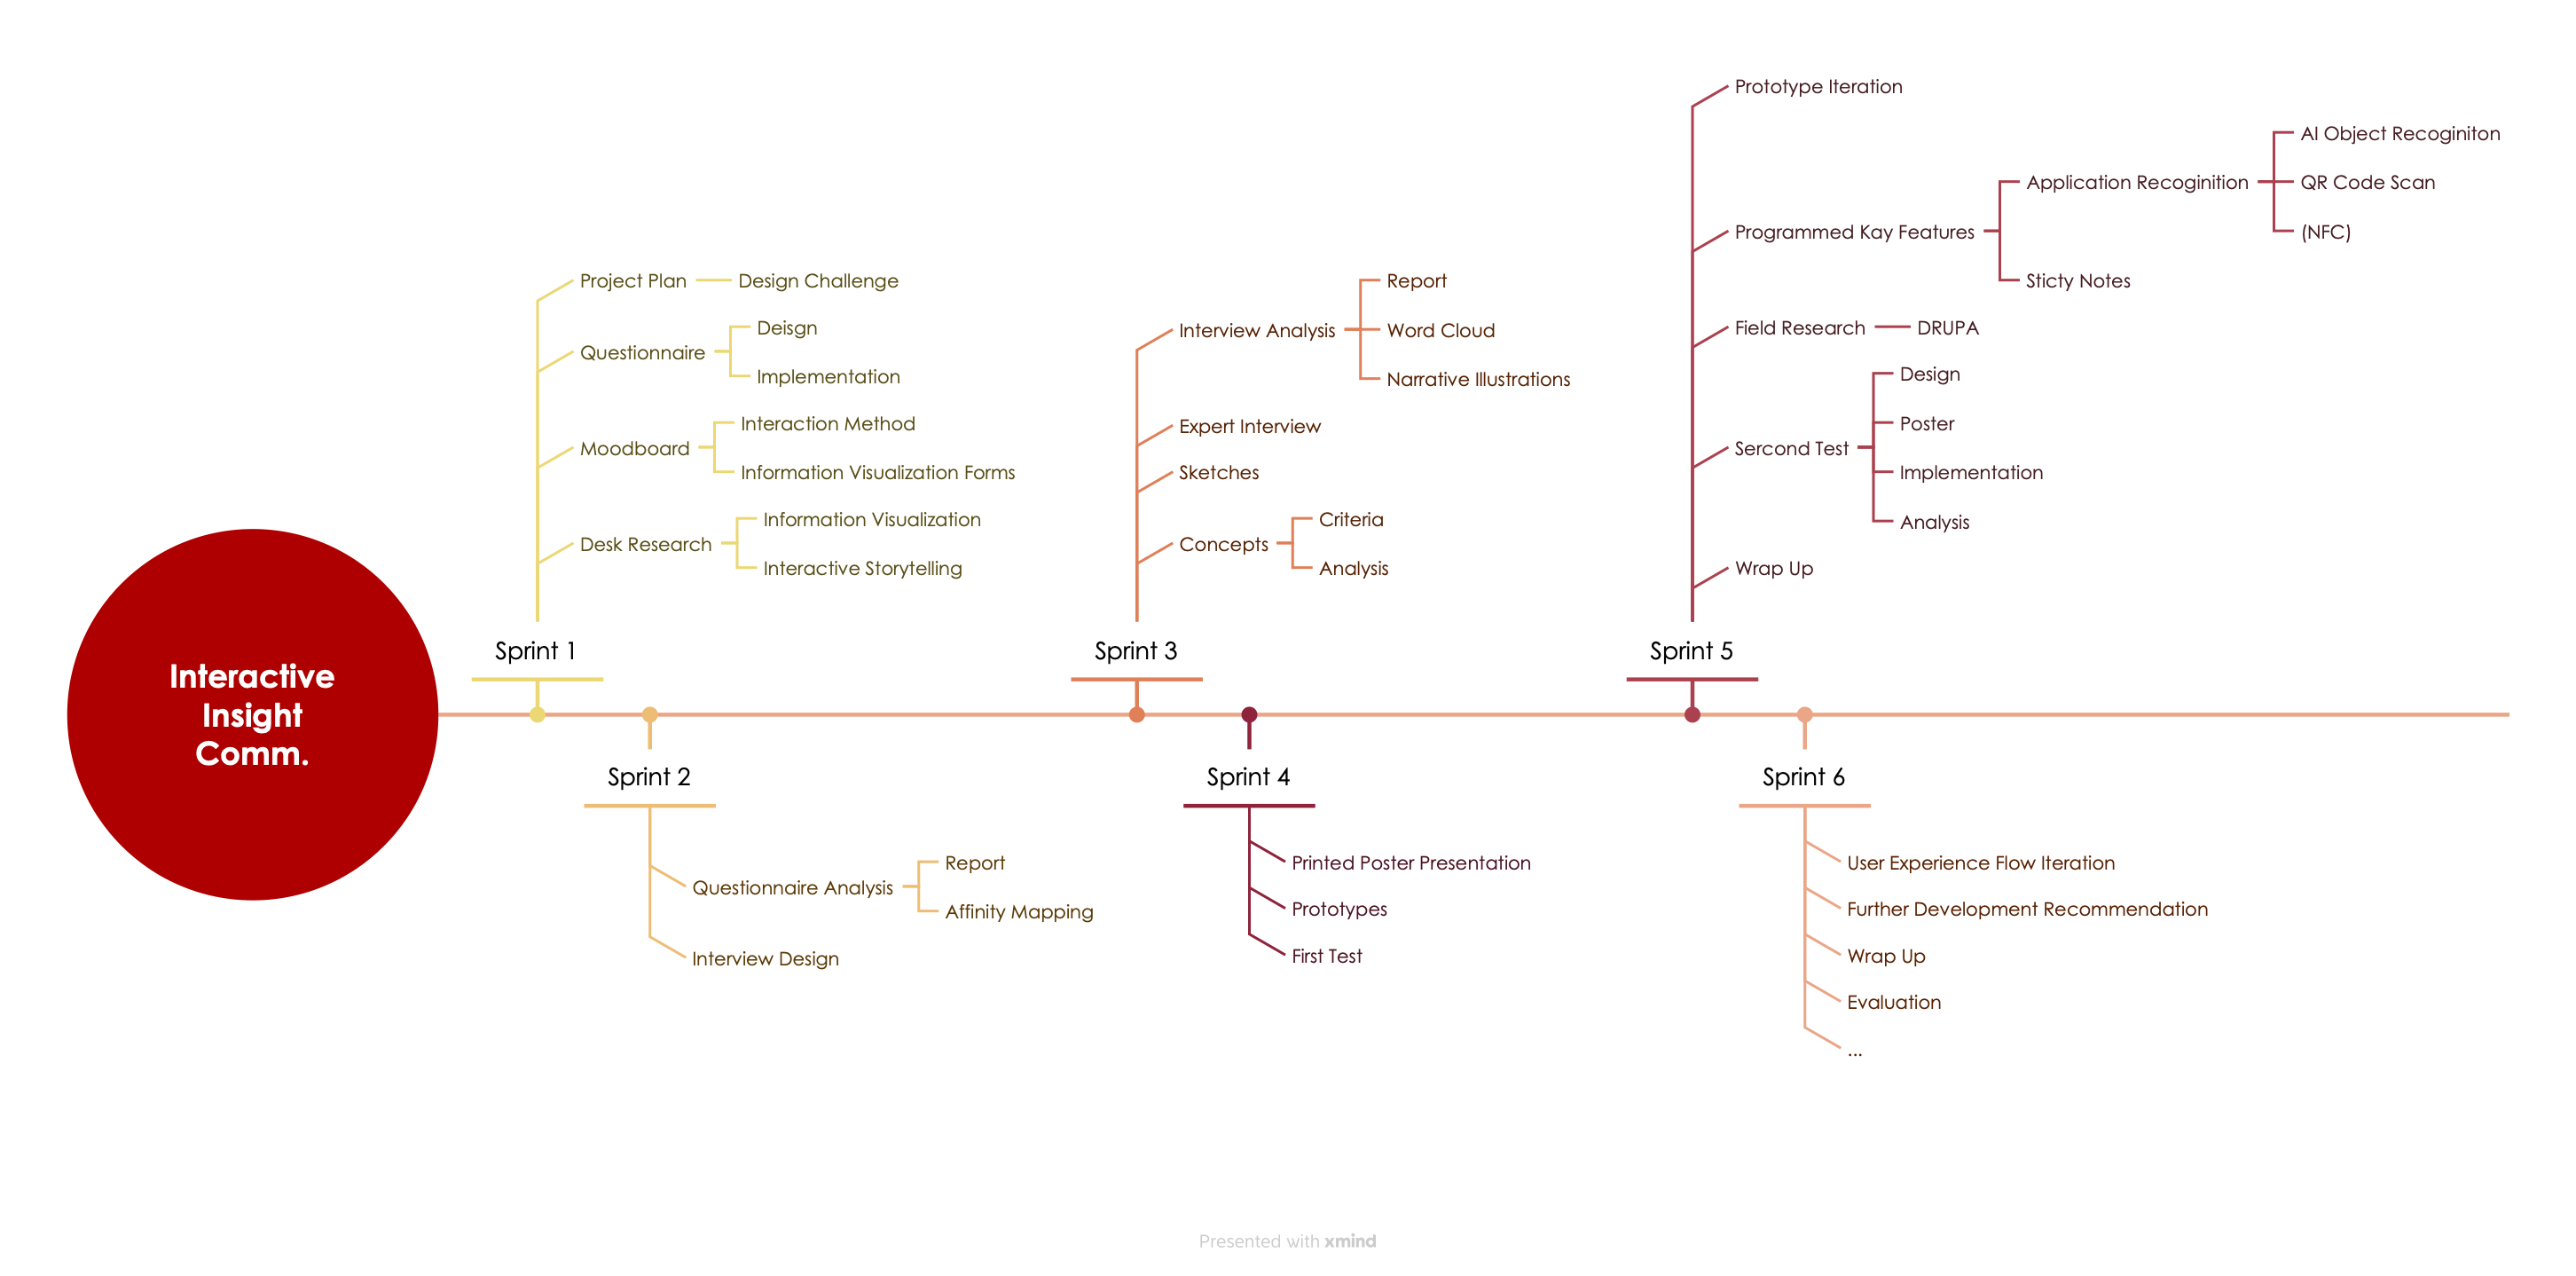 Interactive
Insight
Comm.
Sprint 1
Project Plan
Design Challenge
Questionnaire
Deisgn
Implementation
Moodboard
Interaction Method
Information Visualization Forms
Desk Research
Information Visualization
Interactive Storytelling
Sprint 2
Questionnaire Analysis
Report
Affinity Mapping
Interview Design
Sprint 3
Interview Analysis
Report
Word Cloud
Narrative Illustrations
Expert Interview
Sketches
Concepts
Criteria
Analysis
Sprint 4
Printed Poster Presentation
Prototypes
First Test
Sprint 5
Prototype Iteration
Programmed Kay Features
Application Recoginition
AI Object Recoginiton
QR Code Scan
(NFC)
Sticty Notes
Field Research
DRUPA
Sercond Test
Design
Poster
Implementation
Analysis
Wrap Up
Sprint 6
User Experience Flow Iteration
Further Development Recommendation
Wrap Up
Evaluation
...
Presented with xmind